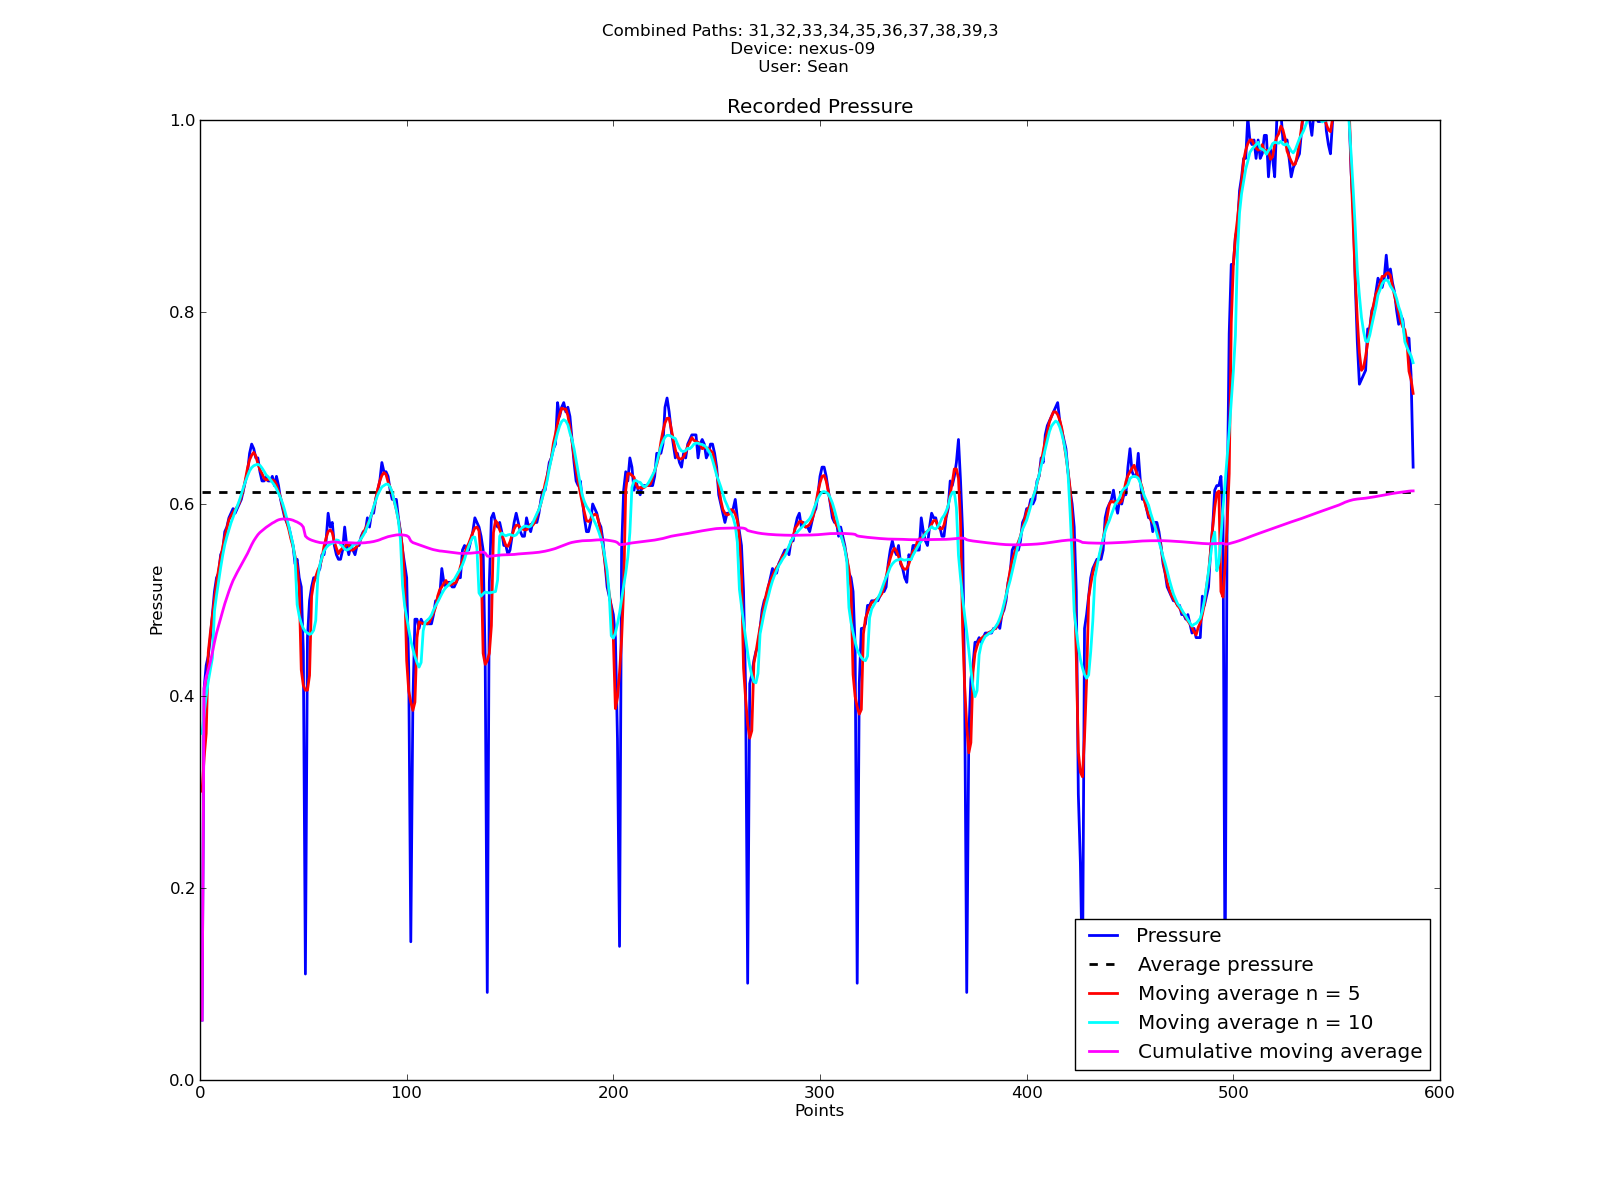 Combined Paths: 31,32,33,34,35,36,37,38,39,3
Device: nexus-09
User: Sean
Recorded Pressure
1.0
0.8
0.6
0.4
0.2
0.0
Pressure
0
100
200
300
400
500
600
Points
Pressure
Average pressure
Moving average n = 5
Moving average n = 10
Cumulative moving average